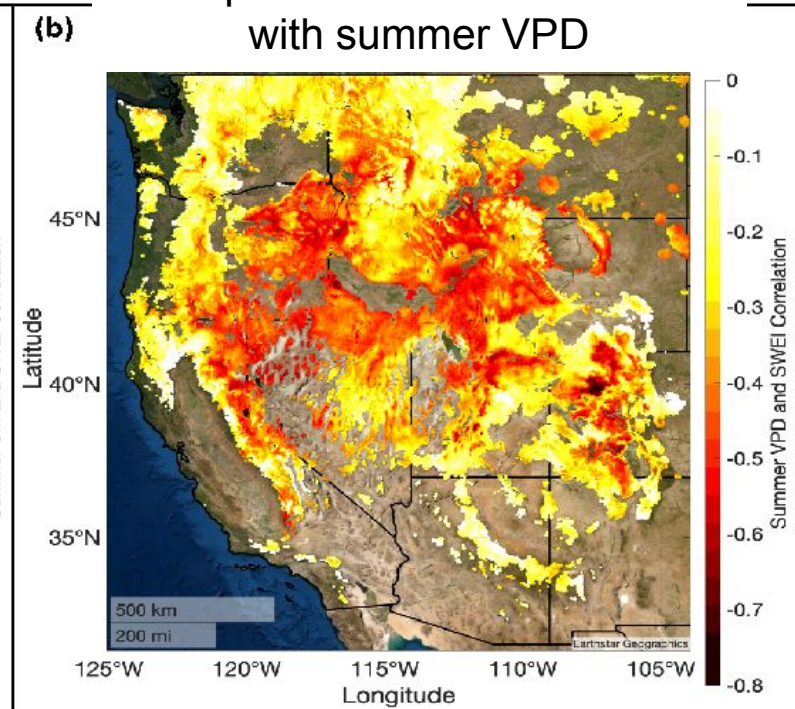 (b)
with summer VPD
0
-0.1
-0.2
-0.3
-0.4
-0.5
-0.6
-0.7
-0.8
Summer VPD and SWEI Correlation
45°N
40°N
35°N
Latitude
500 km
200 mi
Earthstar Geographics
125°W 120°W 115°W 110°W 105°W
Longitude